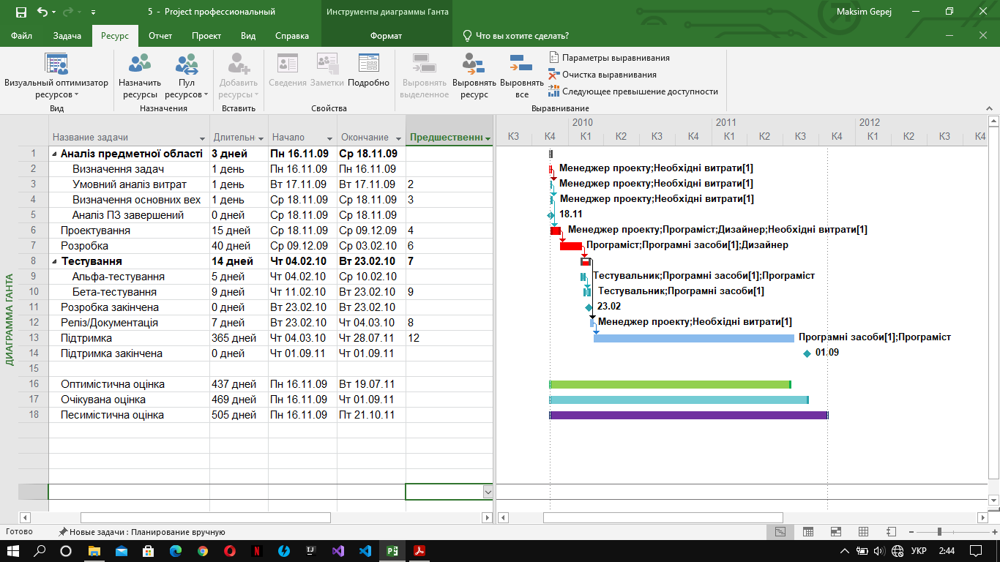 5 - Project профессиональный
Инструменты диаграммы Ганта
Maksim Gepej
Файл Задача Ресурс Отчет Проект Вид Справка Формат Что вы хотите сделать?
Визуальный оптимизатор ресурсов
Назначить ресурсы
Пул ресурсов
Добавить ресурсы
Сведения
Заметки
Подробно
Выровнять выделенное
Выровнять ресурс
Выровнять все
Параметры выравнивания
Очистка выравнивания
Следующее превышение доступности
Вид Назначения Вставить Свойства Выравнивание
2010 2011 2012
Название задачи Длительн Начало Окончание Предшественни К3 К4 К1 К2 К3 К4 К1 К2 К3 К4 К1 К2 К3 К4
1 Аналіз предметної області 3 дней Пн 16.11.09 Ср 18.11.09
2 Визначення задач 1 день Пн 16.11.09 Пн 16.11.09 Менеджер проекту;Необхідні витрати[1]
3 Умовний аналіз витрат 1 день Вт 17.11.09 Вт 17.11.09 2 Менеджер проекту;Необхідні витрати[1]
4 Визначення основних вех 1 день Ср 18.11.09 Ср 18.11.09 3 Менеджер проекту;Необхідні витрати[1]
5 Аналіз ПЗ завершений 0 дней Ср 18.11.09 Ср 18.11.09 18.11
6 Проектування 15 дней Ср 18.11.09 Ср 09.12.09 4 Менеджер проекту;Програміст;Дизайнер;Необхідні витрати[1]
7 Розробка 40 дней Ср 09.12.09 Ср 03.02.10 6 Програміст;Програмні засоби[1];Дизайнер
8 Тестування 14 дней Чт 04.02.10 Вт 23.02.10 7
9 Альфа-тестування 5 дней Чт 04.02.10 Ср 10.02.10 Тестувальник;Програмні засоби[1];Програміст
10 Бета-тестування 9 дней Чт 11.02.10 Вт 23.02.10 9 Тестувальник;Програмні засоби[1]
11 Розробка закінчена 0 дней Вт 23.02.10 Вт 23.02.10 23.02
12 Реліз/Документація 7 дней Вт 23.02.10 Чт 04.03.10 8 Менеджер проекту;Необхідні витрати[1]
13 Підтримка 365 дней Чт 04.03.10 Чт 28.07.11 12 Програмні засоби[1];Програміст
14 Підтримка закінчена 0 дней Чт 01.09.11 Чт 01.09.11 01.09
15
16 Оптимістична оцінка 437 дней Пн 16.11.09 Вт 19.07.11
17 Очікувана оцінка 469 дней Пн 16.11.09 Чт 01.09.11
18 Песимістична оцінка 505 дней Пн 16.11.09 Пт 21.10.11
ДИАГРАММА ГАНТА
Готово Новые задачи : Планирование вручную
УКР 2:44